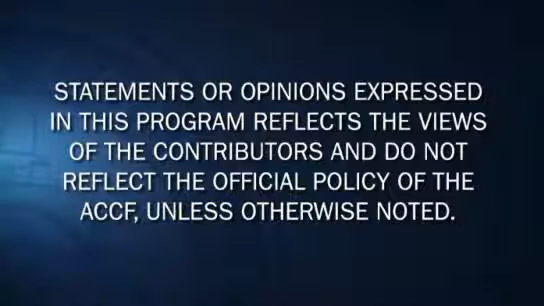 STATEMENTS OR OPINIONS EXPRESSED
IN THIS PROGRAM REFLECTS THE VIEWS
OF THE CONTRIBUTORS AND DO NOT
REFLECT THE OFFICIAL POLICY OF THE
ACCF, UNLESS OTHERWISE NOTED.